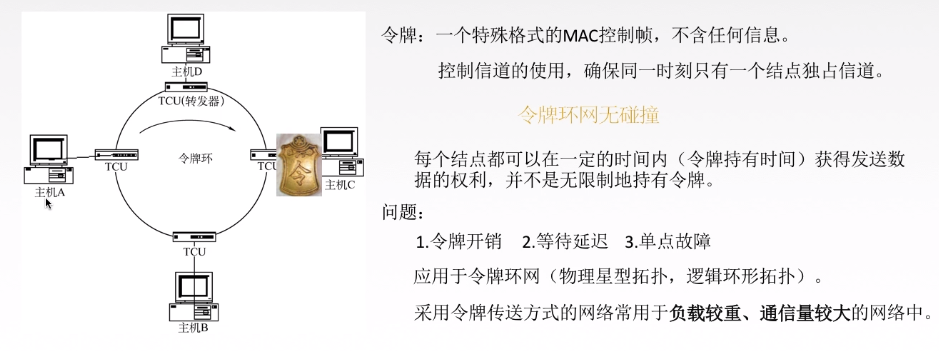 主机D
TCU(转发器)
令牌环
TCU
TCU
令
主机A
主机C
TCU
主机B
令牌：一个特殊格式的MAC控制帧，不含任何信息。
控制信道的使用，确保同一时刻只有一个结点独占信道。
令牌环网无碰撞
每个结点都可以在一定的时间内（令牌持有时间）获得发送数
据的权利，并不是无限制地持有令牌。
问题：
1.令牌开销 2.等待延迟 3.单点故障
应用于令牌环网（物理星型拓扑，逻辑环形拓扑）。
采用令牌传送方式的网络常用于负载较重、通信量较大的网络中。